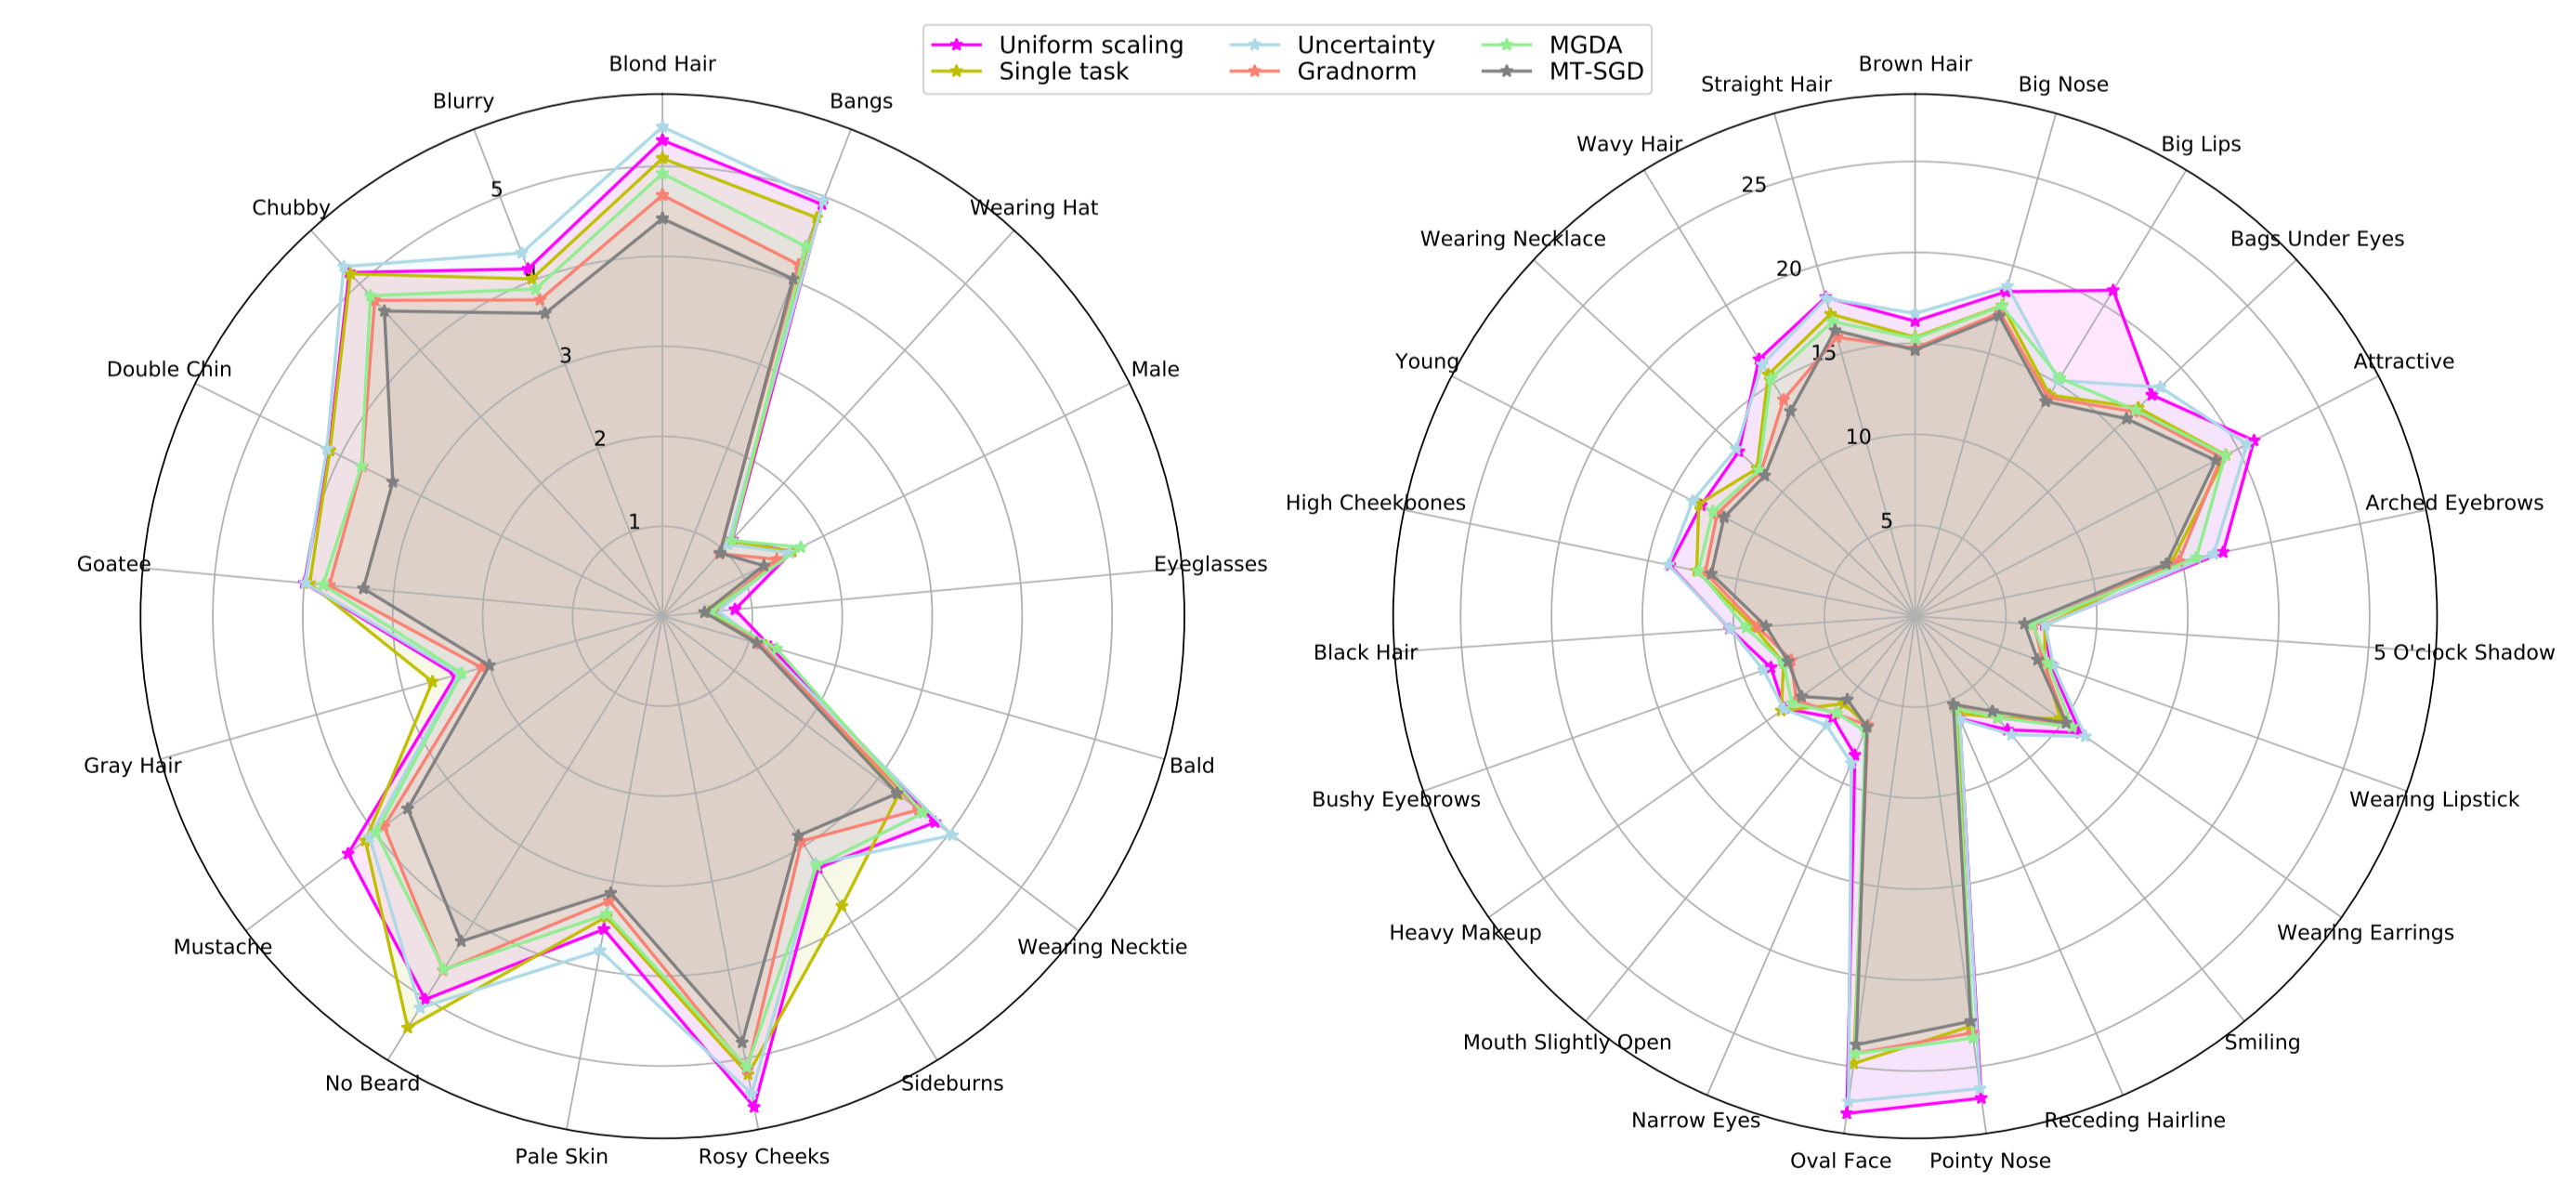 Uniform scaling
Single task
Uncertainty
Gradnorm
MGDA
MT-SGD
Blond Hair
Bangs
Wearing Hat
Male
Eyeglasses
Bald
Wearing Necktie
Sideburns
Rosy Cheeks
Pale Skin
No Beard
Mustache
Gray Hair
Goatee
Double Chin
Chubby
Blurry
5
4
3
2
1
Brown Hair
Big Nose
Big Lips
Bags Under Eyes
Attractive
Arched Eyebrows
5 O'clock Shadow
Wearing Lipstick
Wearing Earrings
Smiling
Receding Hairline
Pointy Nose
Oval Face
Narrow Eyes
Mouth Slightly Open
Heavy Makeup
Bushy Eyebrows
Black Hair
High Cheekbones
Young
Wearing Necklace
Wavy Hair
Straight Hair
25
20
15
10
5